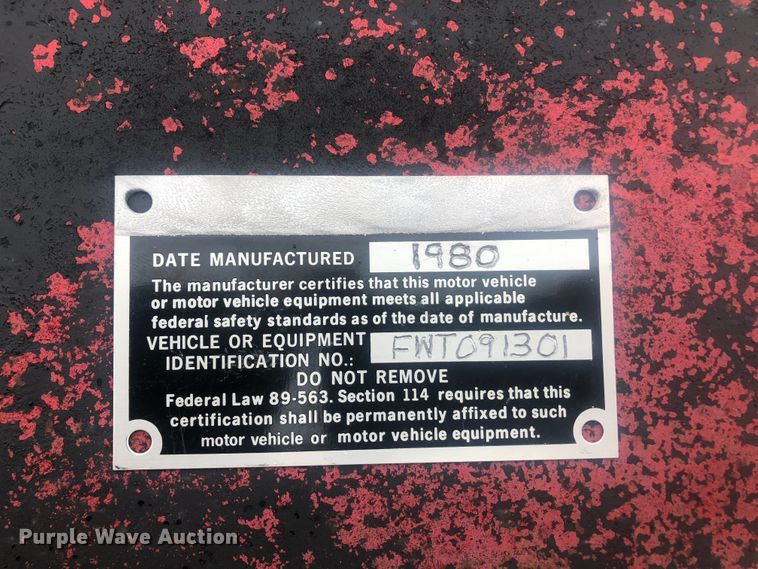 DATE MANUFACTURED 1980
The manufacturer certifies that this motor vehicle
or motor vehicle equipment meets all applicable
federal safety standards as of the date of manufacture.
VEHICLE OR EQUIPMENT
IDENTIFICATION NO.: FWT091301
DO NOT REMOVE
Federal Law 89-563. Section 114 requires that this
certification shall be permanently affixed to such
motor vehicle or motor vehicle equipment.
Purple Wave Auction